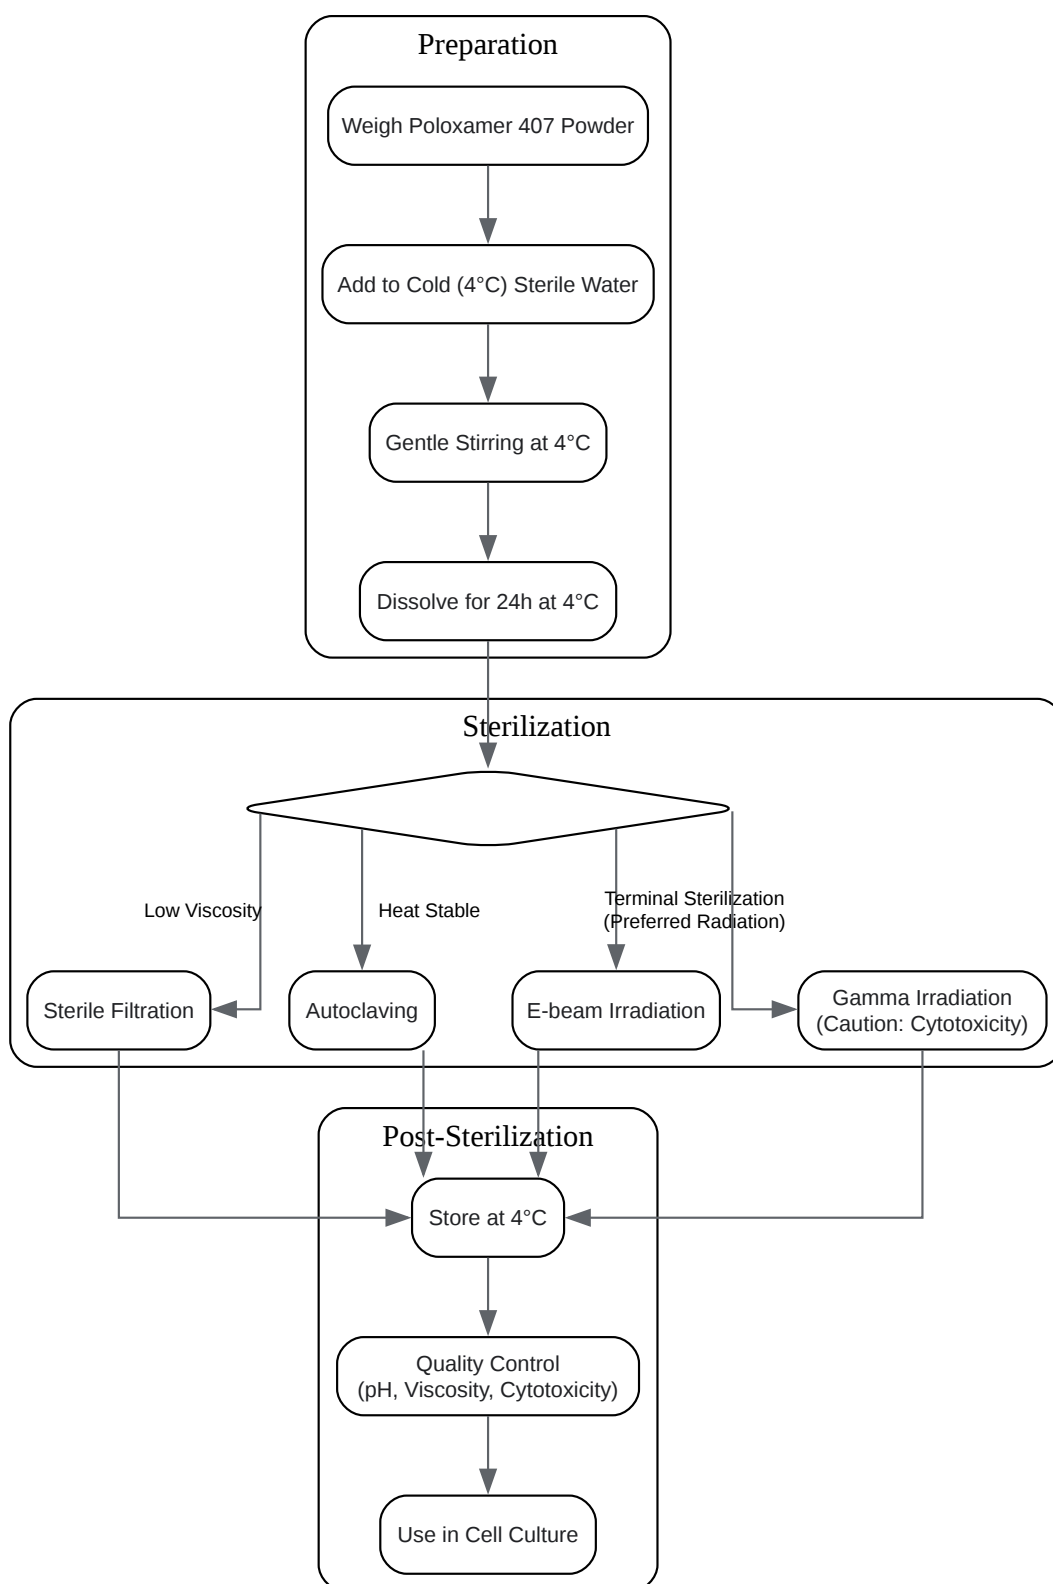 Preparation
Weigh Poloxamer 407 Powder
Add to Cold (4°C) Sterile Water
Gentle Stirring at 4°C
Dissolve for 24h at 4°C
Sterilization
Low Viscosity
Heat Stable
Terminal Sterilization
(Preferred Radiation)
Sterile Filtration
Autoclaving
E-beam Irradiation
Gamma Irradiation
(Caution: Cytotoxicity)
Post-Sterilization
Store at 4°C
Quality Control
(pH, Viscosity, Cytotoxicity)
Use in Cell Culture